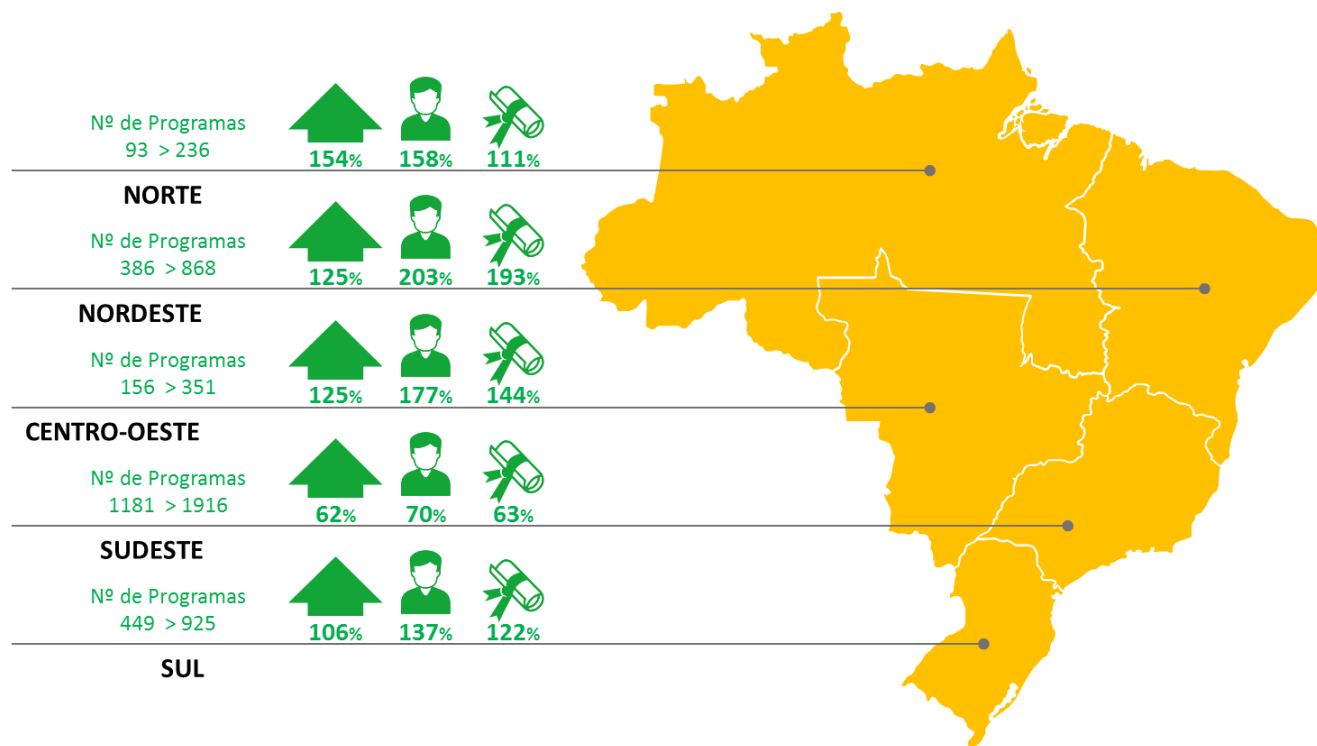 Nº de Programas
93 > 236
154% 158% 111%
NORTE
Nº de Programas
386 > 868
125% 203% 193%
NORDESTE
Nº de Programas
156 > 351
125% 177% 144%
CENTRO-OESTE
Nº de Programas
1181 > 1916
62% 70% 63%
SUDESTE
Nº de Programas
449 > 925
106% 137% 122%
SUL